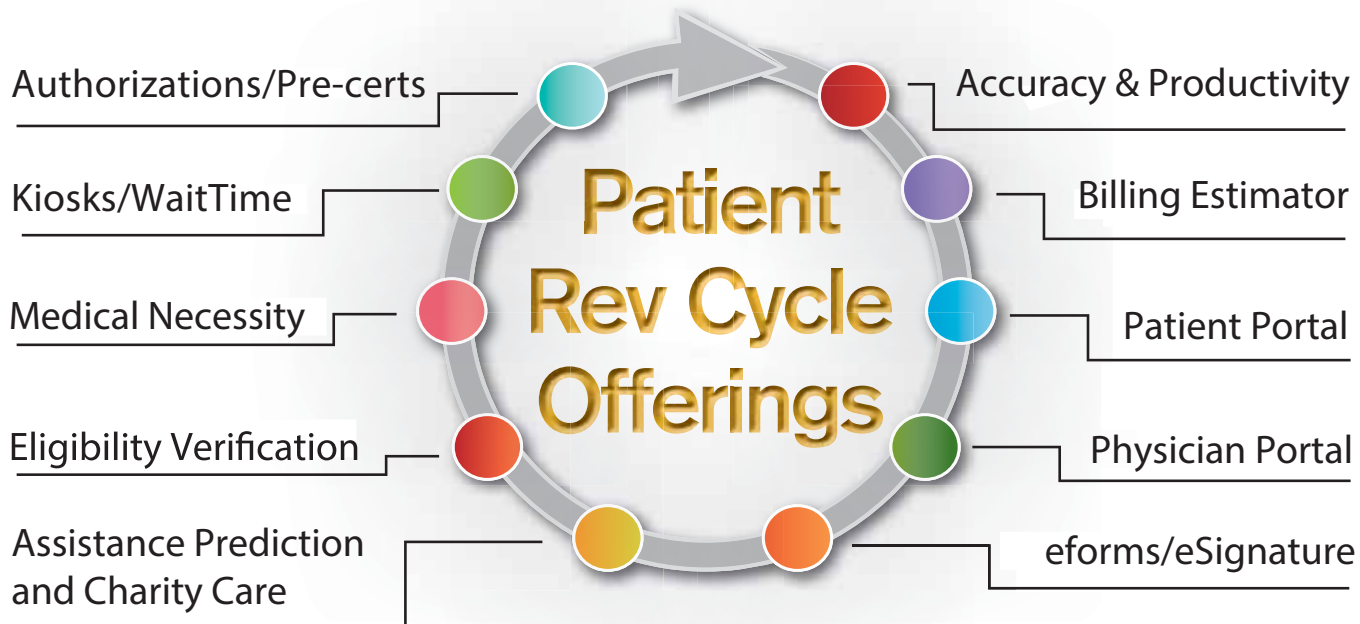 Authorizations/Pre-certs
Kiosks/WaitTime
Medical Necessity
Eligibility Verification
Assistance Prediction
and Charity Care
Patient
Rev Cycle
Offerings
Accuracy & Productivity
Billing Estimator
Patient Portal
Physician Portal
eforms/eSignature